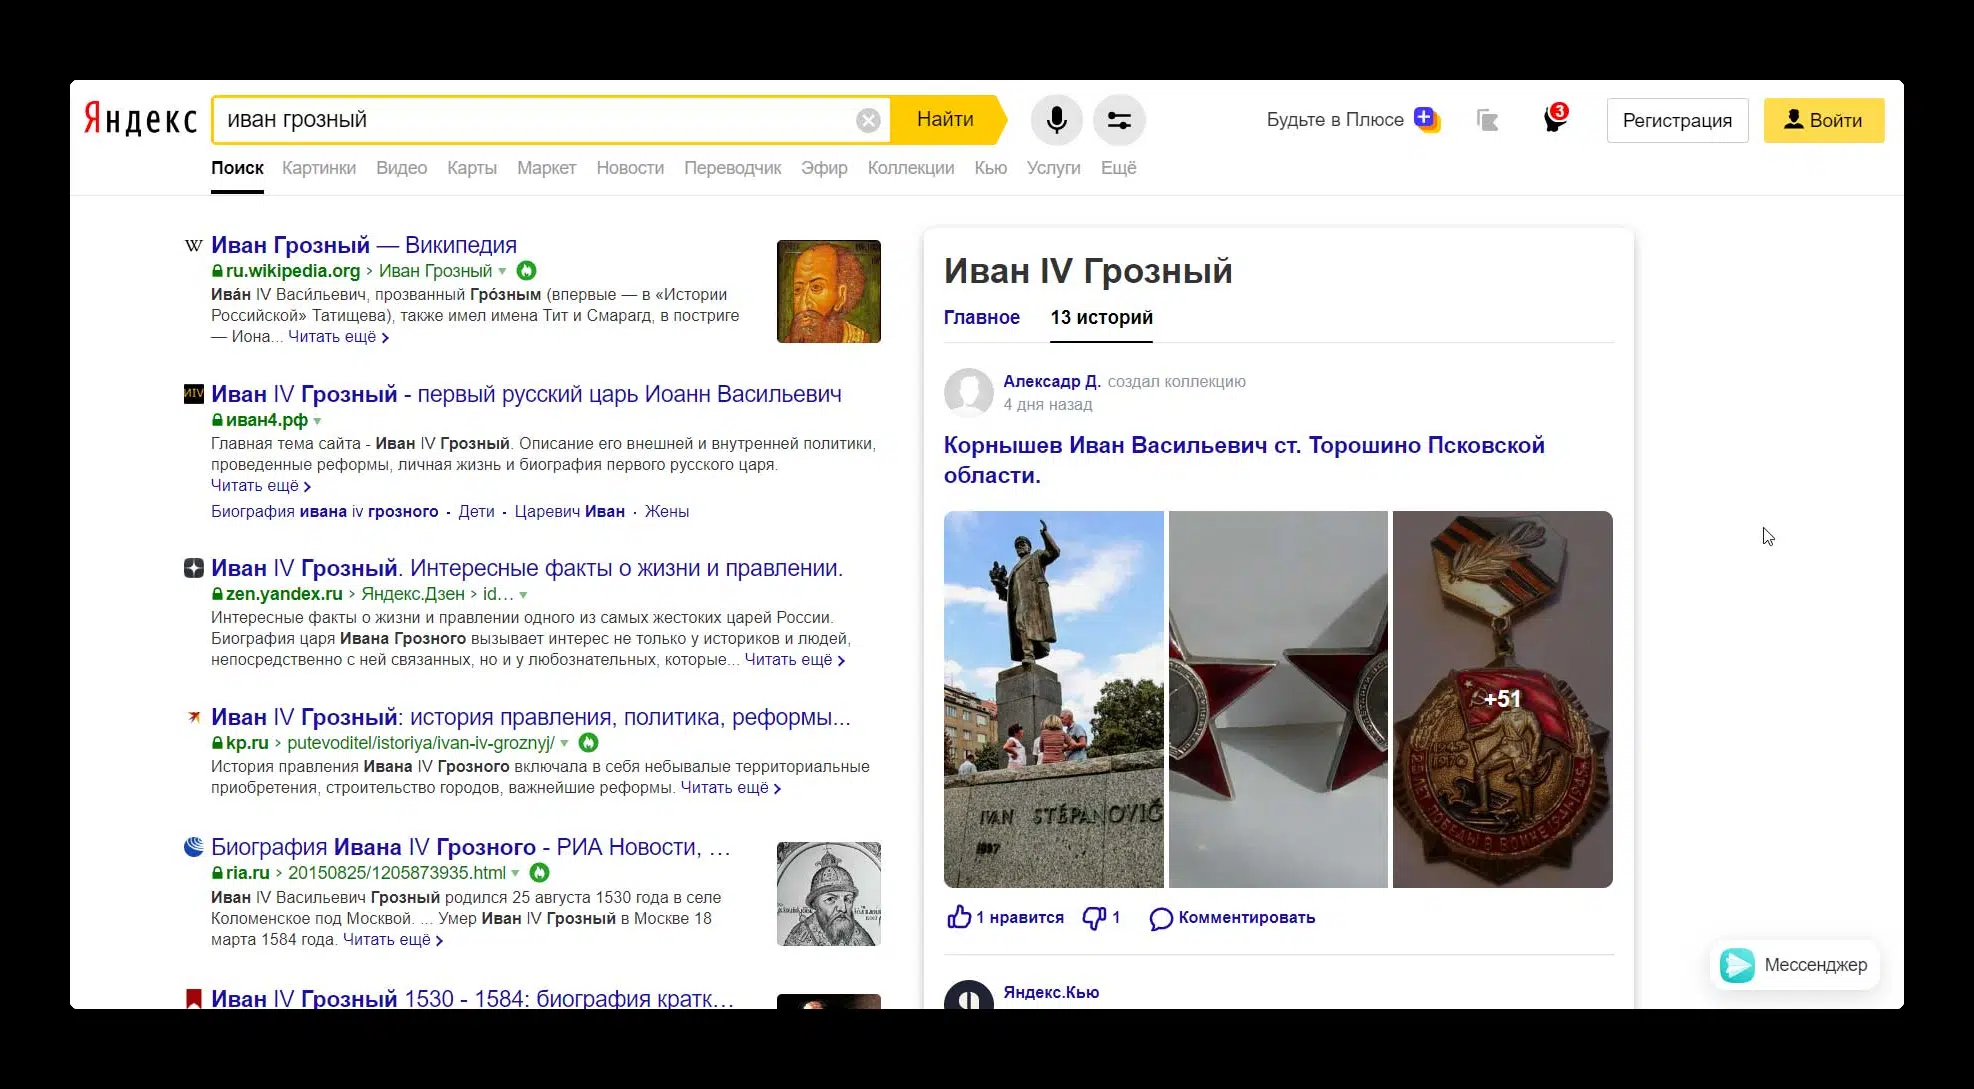 Яндекс
иван грозный
Найти
Будьте в Плюсе
3
Регистрация
Войти
Поиск Картинки Видео Карты Маркет Новости Переводчик Эфир Коллекции Кью Услуги Ещё
W Иван Грозный — Википедия
ru.wikipedia.org › Иван Грозный
Ива́н IV Васи́льевич, прозванный Гро́зным (впервые — в «Истории
Российской» Татищева), также имел имена Тит и Смарагд, в постриге
— Иона... Читать ещё ›
ИIV Иван IV Грозный - первый русский царь Иоанн Васильевич
иван4.рф
Главная тема сайта - Иван IV Грозный. Описание его внешней и внутренней политики,
проведенные реформы, личная жизнь и биография первого русского царя.
Читать ещё ›
Биография ивана iv грозного · Дети · Царевич Иван · Жены
Иван IV Грозный. Интересные факты о жизни и правлении.
zen.yandex.ru › Яндекс.Дзен › id...
Интересные факты о жизни и правлении одного из самых жестоких царей России.
Биография царя Ивана Грозного вызывает интерес не только у историков и людей,
непосредственно с ней связанных, но и у любознательных, которые... Читать ещё ›
Иван IV Грозный: история правления, политика, реформы...
kp.ru › putevoditel/istoriya/ivan-iv-groznyj/
История правления Ивана IV Грозного включала в себя небывалые территориальные
приобретения, строительство городов, важнейшие реформы. Читать ещё ›
Биография Ивана IV Грозного - РИА Новости, ...
ria.ru › 20150825/1205873935.html
Иван IV Васильевич Грозный родился 25 августа 1530 года в селе
Коломенское под Москвой. ... Умер Иван IV Грозный в Москве 18
марта 1584 года. Читать ещё ›
Иван IV Грозный 1530 - 1584: биография кратк...
Иван IV Грозный
Главное 13 историй
Алексадр Д. создал коллекцию
4 дня назад
Корнышев Иван Васильевич ст. Торошино Псковской
области.
IVAN STĚPANOVIČ
+51
25 ЛЕТ ПОБЕДЫ В ВОЙНЕ 1941-1945
1 нравится 1 Комментировать
Яндекс.Кью
Мессенджер